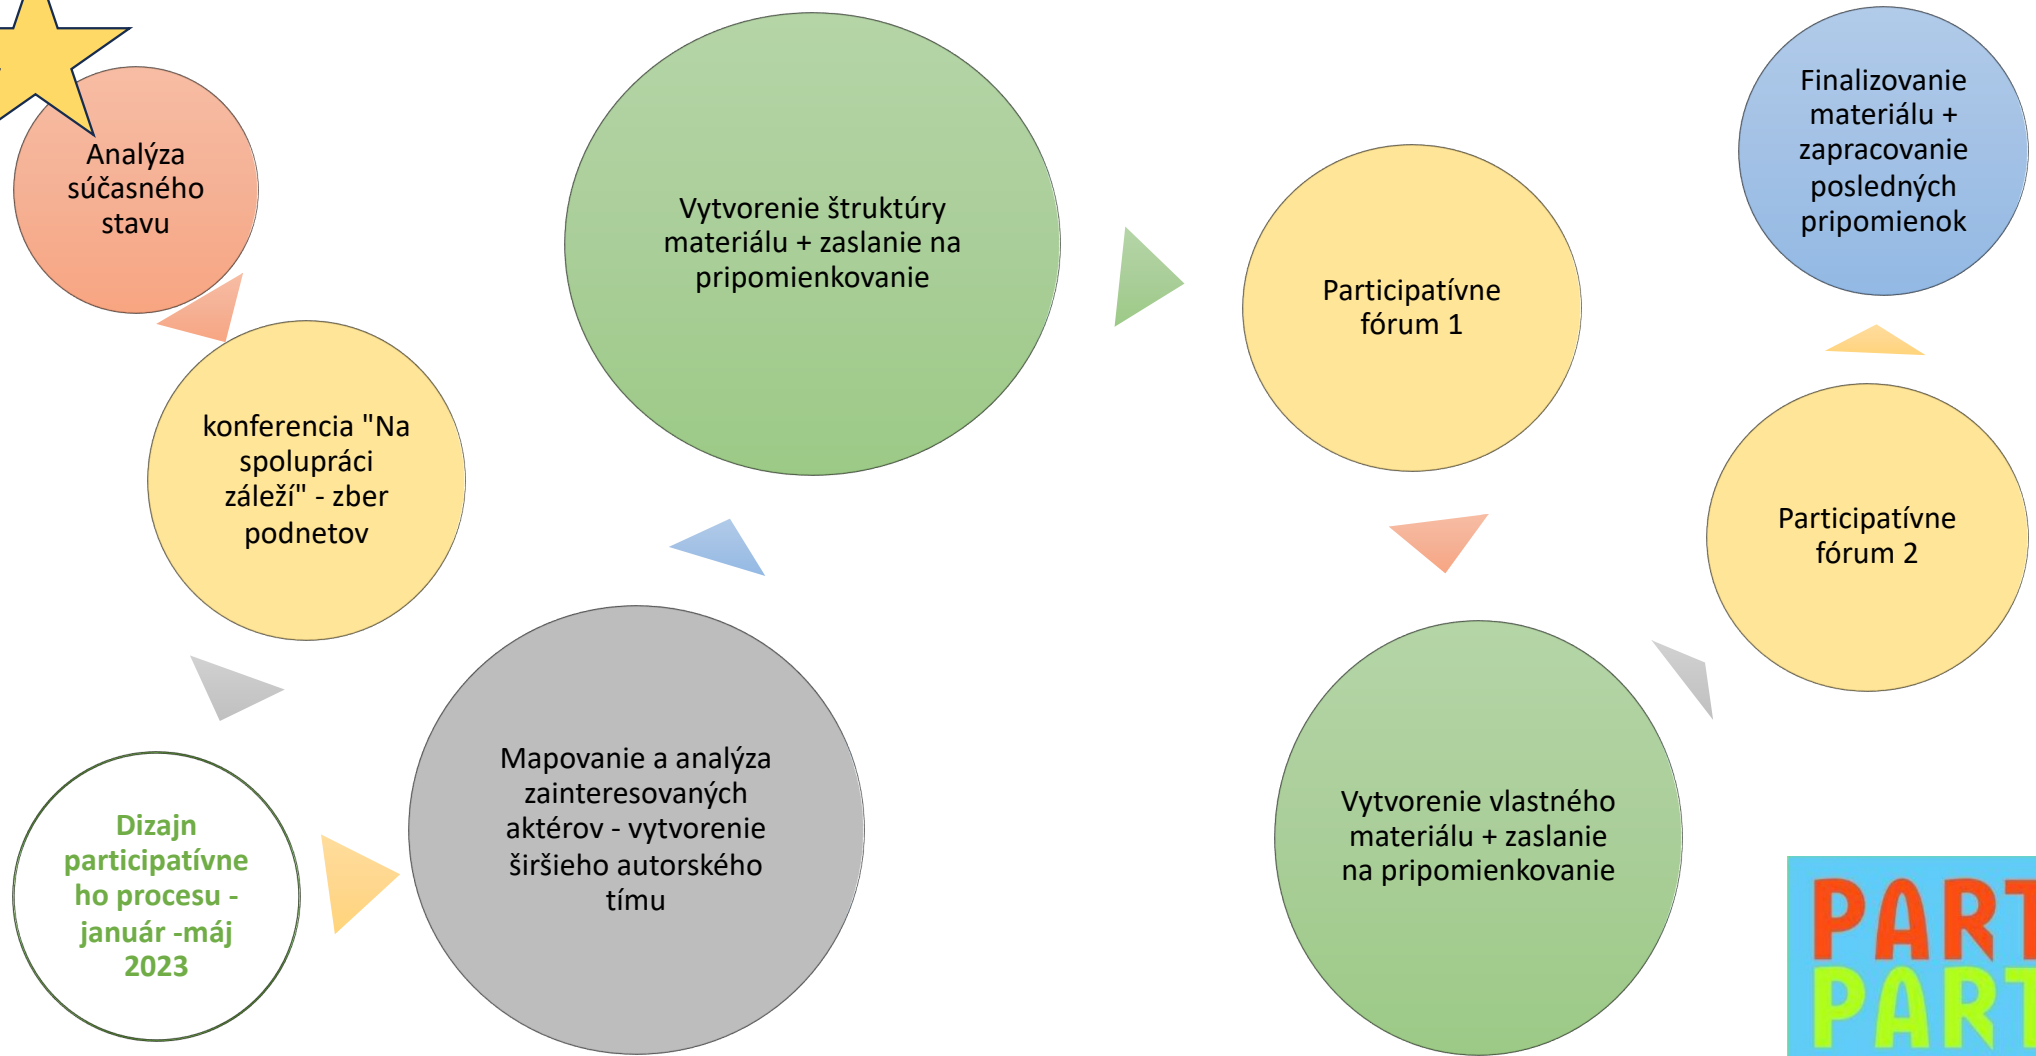 Analýza
súčasného
stavu
konferencia "Na
spolupráci
záleží" - zber
podnetov
Dizajn
participatívne
ho procesu -
január -máj
2023
Mapovanie a analýza
zainteresovaných
aktérov - vytvorenie
širšieho autorského
tímu
Vytvorenie štruktúry
materiálu + zaslanie na
pripomienkovanie
Participatívne
fórum 1
Vytvorenie vlastného
materiálu + zaslanie
na pripomienkovanie
Participatívne
fórum 2
Finalizovanie
materiálu +
zapracovanie
posledných
pripomienok
PART
PART